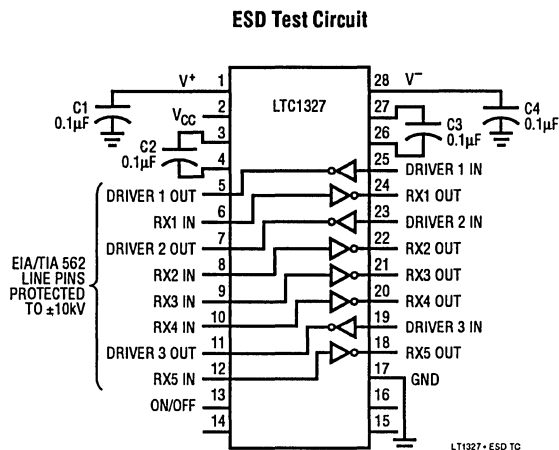 ESD Test Circuit
V+ 1 28 V−
LTC1327
C1
0.1µF
2
VCC
27
C3
0.1µF
C4
0.1µF
3
C2
0.1µF
26
4
25 DRIVER 1 IN
DRIVER 1 OUT 5
24 RX1 OUT
RX1 IN 6
23 DRIVER 2 IN
DRIVER 2 OUT 7
22 RX2 OUT
RX2 IN 8
21 RX3 OUT
RX3 IN 9
20 RX4 OUT
RX4 IN 10
19 DRIVER 3 IN
DRIVER 3 OUT 11
18 RX5 OUT
RX5 IN 12
17 GND
ON/OFF 13
16
14
15
EIA/TIA 562
LINE PINS
PROTECTED
TO ±10kV
LT1327 • ESD TC